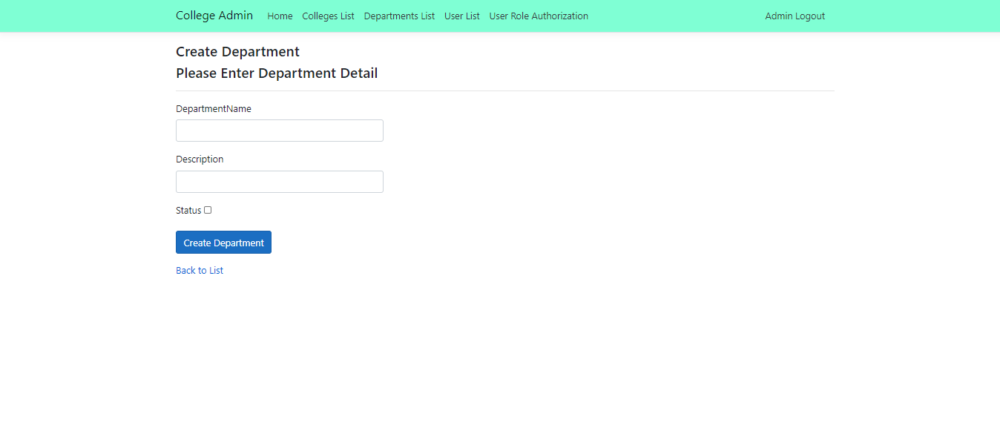 College Admin Home Colleges List Departments List User List User Role Authorization Admin Logout
Create Department
Please Enter Department Detail
DepartmentName
Description
Status
Create Department
Back to List